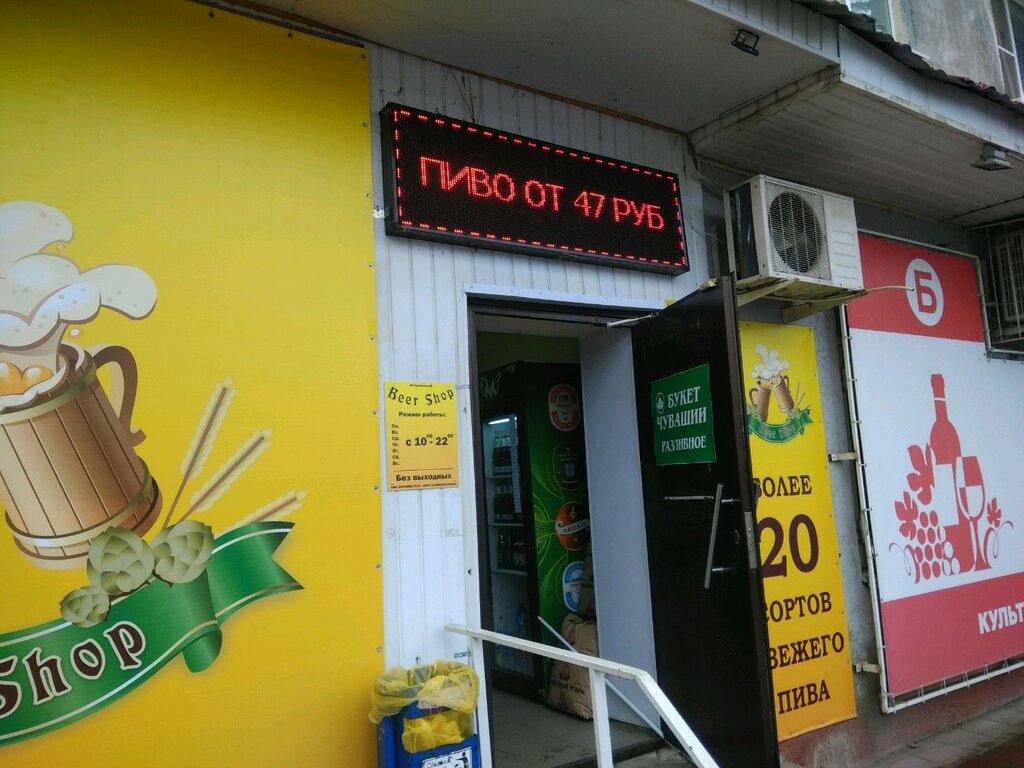 ПИВО ОТ 47 РУБ
Beer Shop
Режим работы:
Пн.
Вт.
Ср.
Чт.
Пт.
Сб.
Вс.
с 10⁰⁰ - 22⁰⁰
Без выходных
БУКЕТ
ЧУВАШИИ
РАЗЛИВНОЕ
Shop
БОЛЕЕ
20
СОРТОВ
СВЕЖЕГО
ПИВА
Б
КУЛЬТ